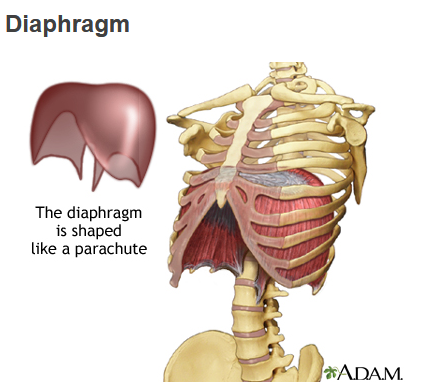 Diaphragm
The diaphragm
is shaped
like a parachute
A.D.A.M.